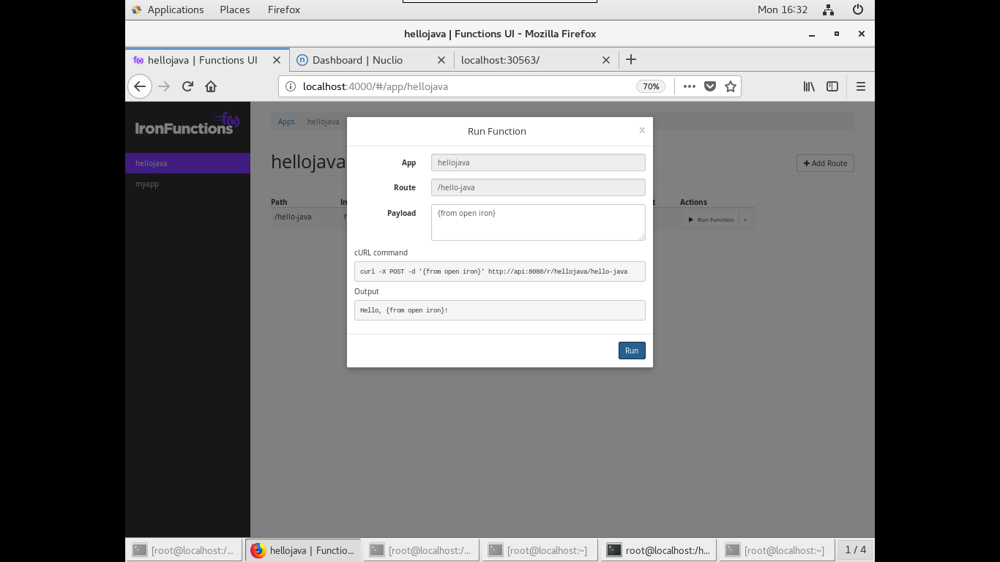 Applications Places Firefox Mon 16:32
hellojava | Functions UI - Mozilla Firefox
hellojava | Functions UI Dashboard | Nuclio localhost:30563/
localhost:4000/#/app/hellojava 70%
IronFunctions f(x)
hellojava
myapp
Apps / hellojava
hellojava
Add Route
Path Actions
/hello-java Run Function
Run Function x
App hellojava
Route /hello-java
Payload {from open iron}
cURL command
curl -X POST -d '{from open iron}' http://api:8080/r/hellojava/hello-java
Output
Hello, {from open iron}!
Run
[root@localhost:/... hellojava | Functio... [root@localhost:/... [root@localhost:~] root@localhost:/h... [root@localhost:~] 1 / 4